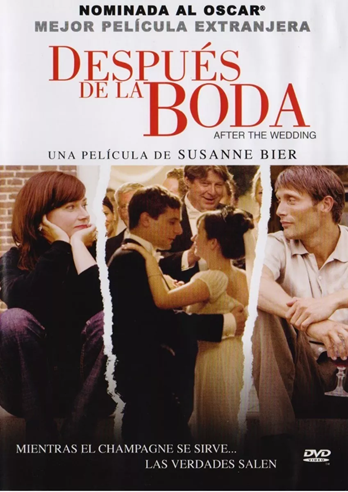 NOMINADA AL OSCAR®
MEJOR PELÍCULA EXTRANJERA
DESPUÉS
DE LA BODA
AFTER THE WEDDING
UNA PELÍCULA DE SUSANNE BIER
MIENTRAS EL CHAMPAGNE SE SIRVE...
LAS VERDADES SALEN
DVD
VIDEO